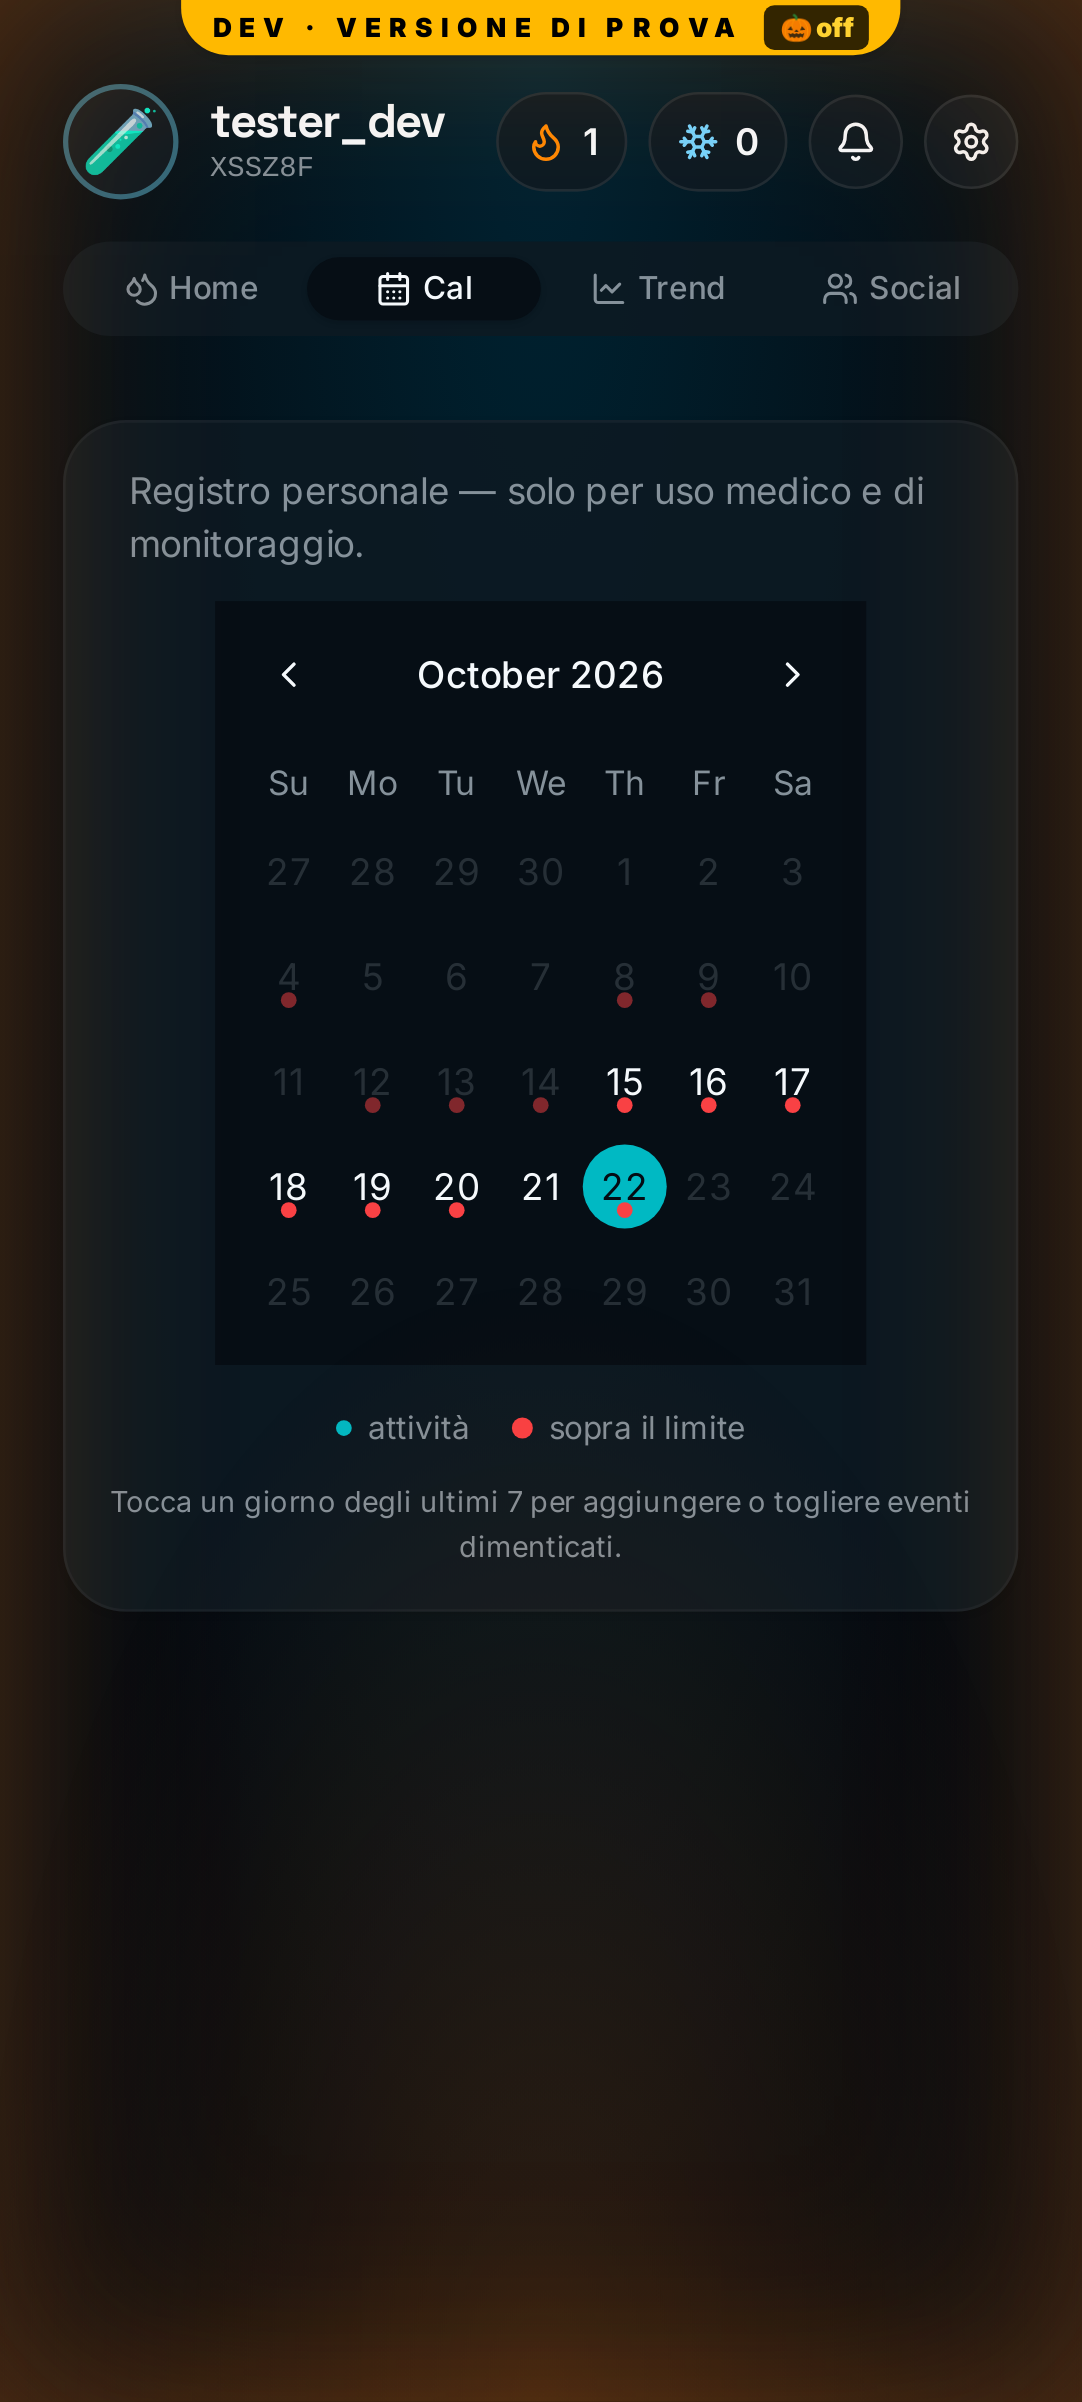 DEV · VERSIONE DI PROVA 🎃off
tester_dev
XSSZ8F
1
0
Home
Cal
Trend
Social
Registro personale — solo per uso medico e di
monitoraggio.
October 2026
Su Mo Tu We Th Fr Sa
27 28 29 30 1 2 3
4 5 6 7 8 9 10
11 12 13 14 15 16 17
18 19 20 21 22 23 24
25 26 27 28 29 30 31
attività sopra il limite
Tocca un giorno degli ultimi 7 per aggiungere o togliere eventi
dimenticati.